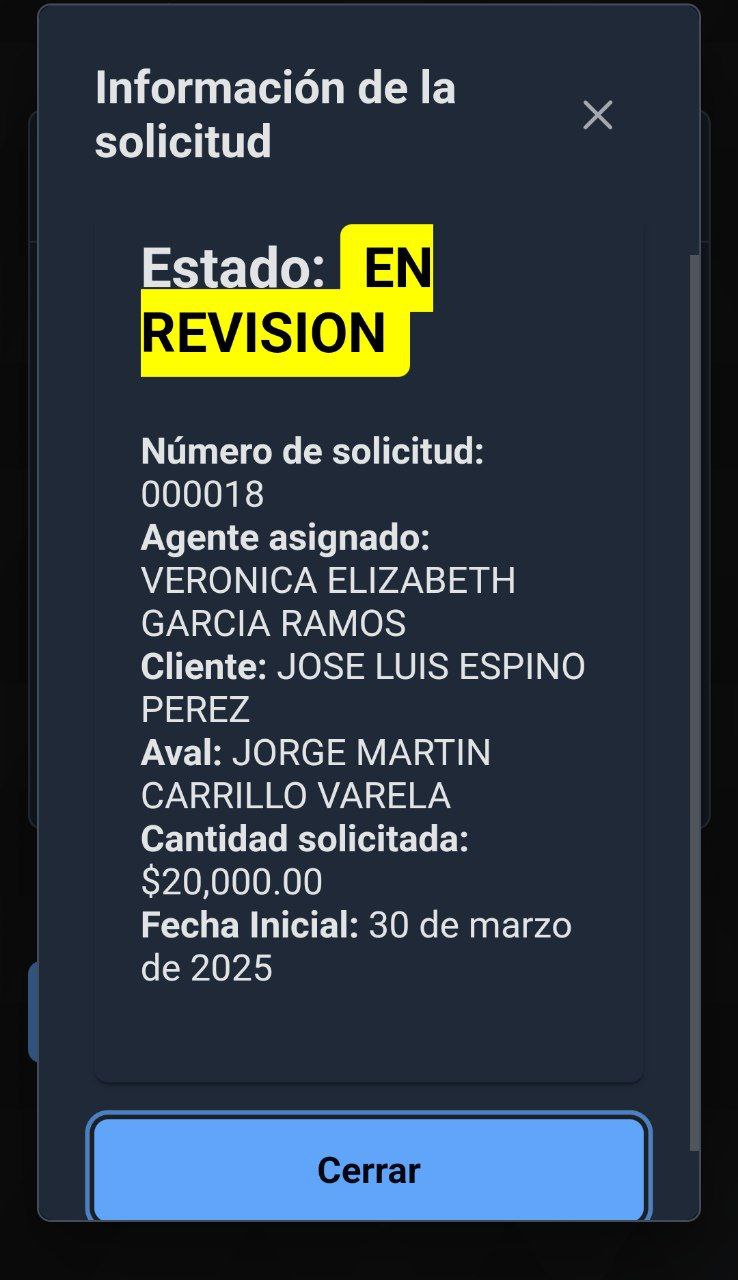 Información de la
solicitud
Estado: EN
REVISION
Número de solicitud:
000018
Agente asignado:
VERONICA ELIZABETH
GARCIA RAMOS
Cliente: JOSE LUIS ESPINO
PEREZ
Aval: JORGE MARTIN
CARRILLO VARELA
Cantidad solicitada:
$20,000.00
Fecha Inicial: 30 de marzo
de 2025
Cerrar